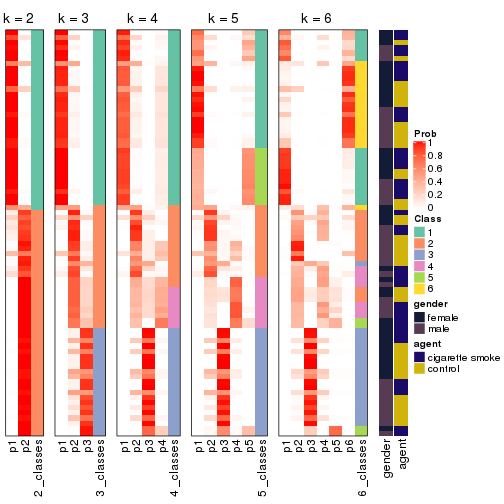 k = 2
k = 3
k = 4
k = 5
k = 6
p1
p2
2_classes
p1
p2
p3
3_classes
p1
p2
p3
p4
4_classes
p1
p2
p3
p4
p5
5_classes
p1
p2
p3
p4
p5
p6
6_classes
gender
agent
Prob
1
0.8
0.6
0.4
0.2
0
Class
1
2
3
4
5
6
gender
female
male
agent
cigarette smoke
control